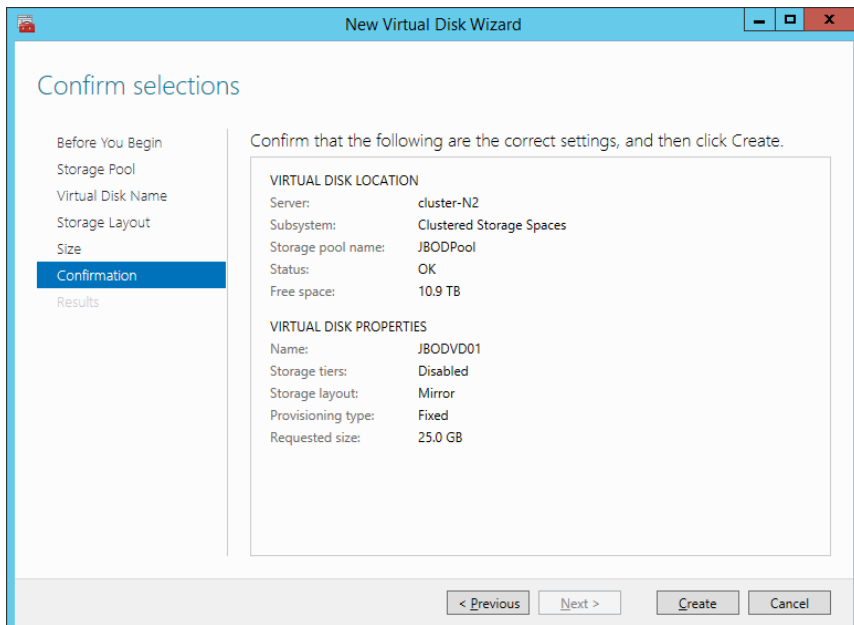 New Virtual Disk Wizard
Confirm selections
Before You Begin
Storage Pool
Virtual Disk Name
Storage Layout
Size
Confirmation
Results
Confirm that the following are the correct settings, and then click Create.
VIRTUAL DISK LOCATION
Server: cluster-N2
Subsystem: Clustered Storage Spaces
Storage pool name: JBODPool
Status: OK
Free space: 10.9 TB
VIRTUAL DISK PROPERTIES
Name: JBODVD01
Storage tiers: Disabled
Storage layout: Mirror
Provisioning type: Fixed
Requested size: 25.0 GB
< Previous Next > Create Cancel